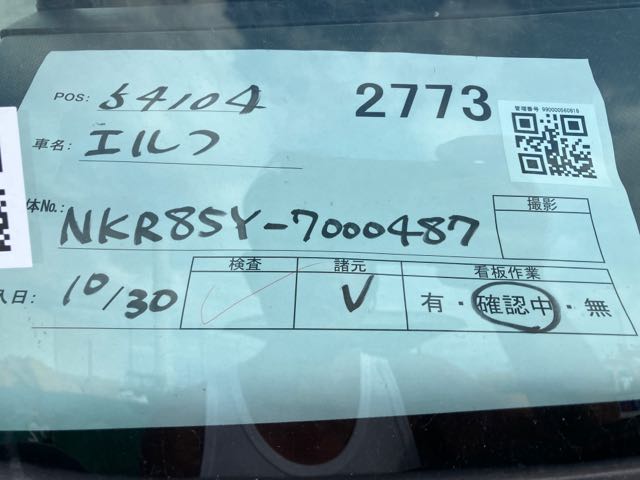 POS: 54104
2773
管理番号 990000560618
車名: エルフ
体No.: NKR85Y-7000487
撮影
入日: 10/30
検査 諸元 看板作業
✓ V 有・確認中・無